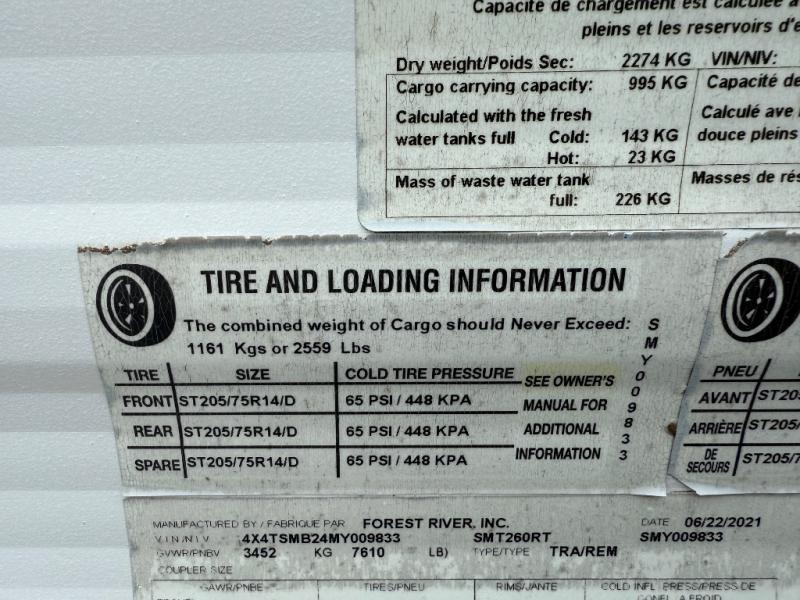 Capacité de chargement est calculée a
pleins et les reservoirs d'e
Dry weight/Poids Sec: 2274 KG VIN/NIV:
Cargo carrying capacity: 995 KG Capacité de
Calculated with the fresh Calculé ave
water tanks full Cold: 143 KG douce pleins
Hot: 23 KG
Mass of waste water tank Masses de rés
full: 226 KG
TIRE AND LOADING INFORMATION
The combined weight of Cargo should Never Exceed:
1161 Kgs or 2559 Lbs
TIRE SIZE COLD TIRE PRESSURE SEE OWNER'S
FRONT ST205/75R14/D 65 PSI / 448 KPA MANUAL FOR
REAR ST205/75R14/D 65 PSI / 448 KPA ADDITIONAL
SPARE ST205/75R14/D 65 PSI / 448 KPA INFORMATION
SMY009833
PNEU
AVANT ST205
ARRIÈRE ST205/
DE SECOURS ST205/7
MANUFACTURED BY / FABRIQUE PAR FOREST RIVER, INC. DATE 06/22/2021
V.I.N / N.I.V 4X4TSMB24MY009833 SMT260RT SMY009833
GVWR/PNBV 3452 KG 7610 LB) TYPE/TYPE TRA/REM
COUPLER SIZE
GAWR/PNBE TIRES/PNEU RIMS/JANTE COLD INFL. PRESS/PRESS DE
GONFL A FROID